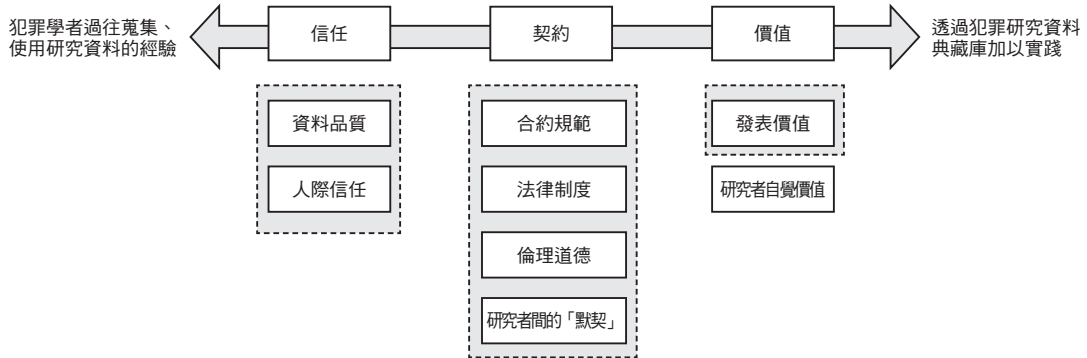 犯罪學者過往蒐集、
使用研究資料的經驗
信任
契約
價值
透過犯罪研究資料
典藏庫加以實踐
資料品質
人際信任
合約規範
法律制度
倫理道德
研究者間的「默契」
發表價值
研究者自覺價值